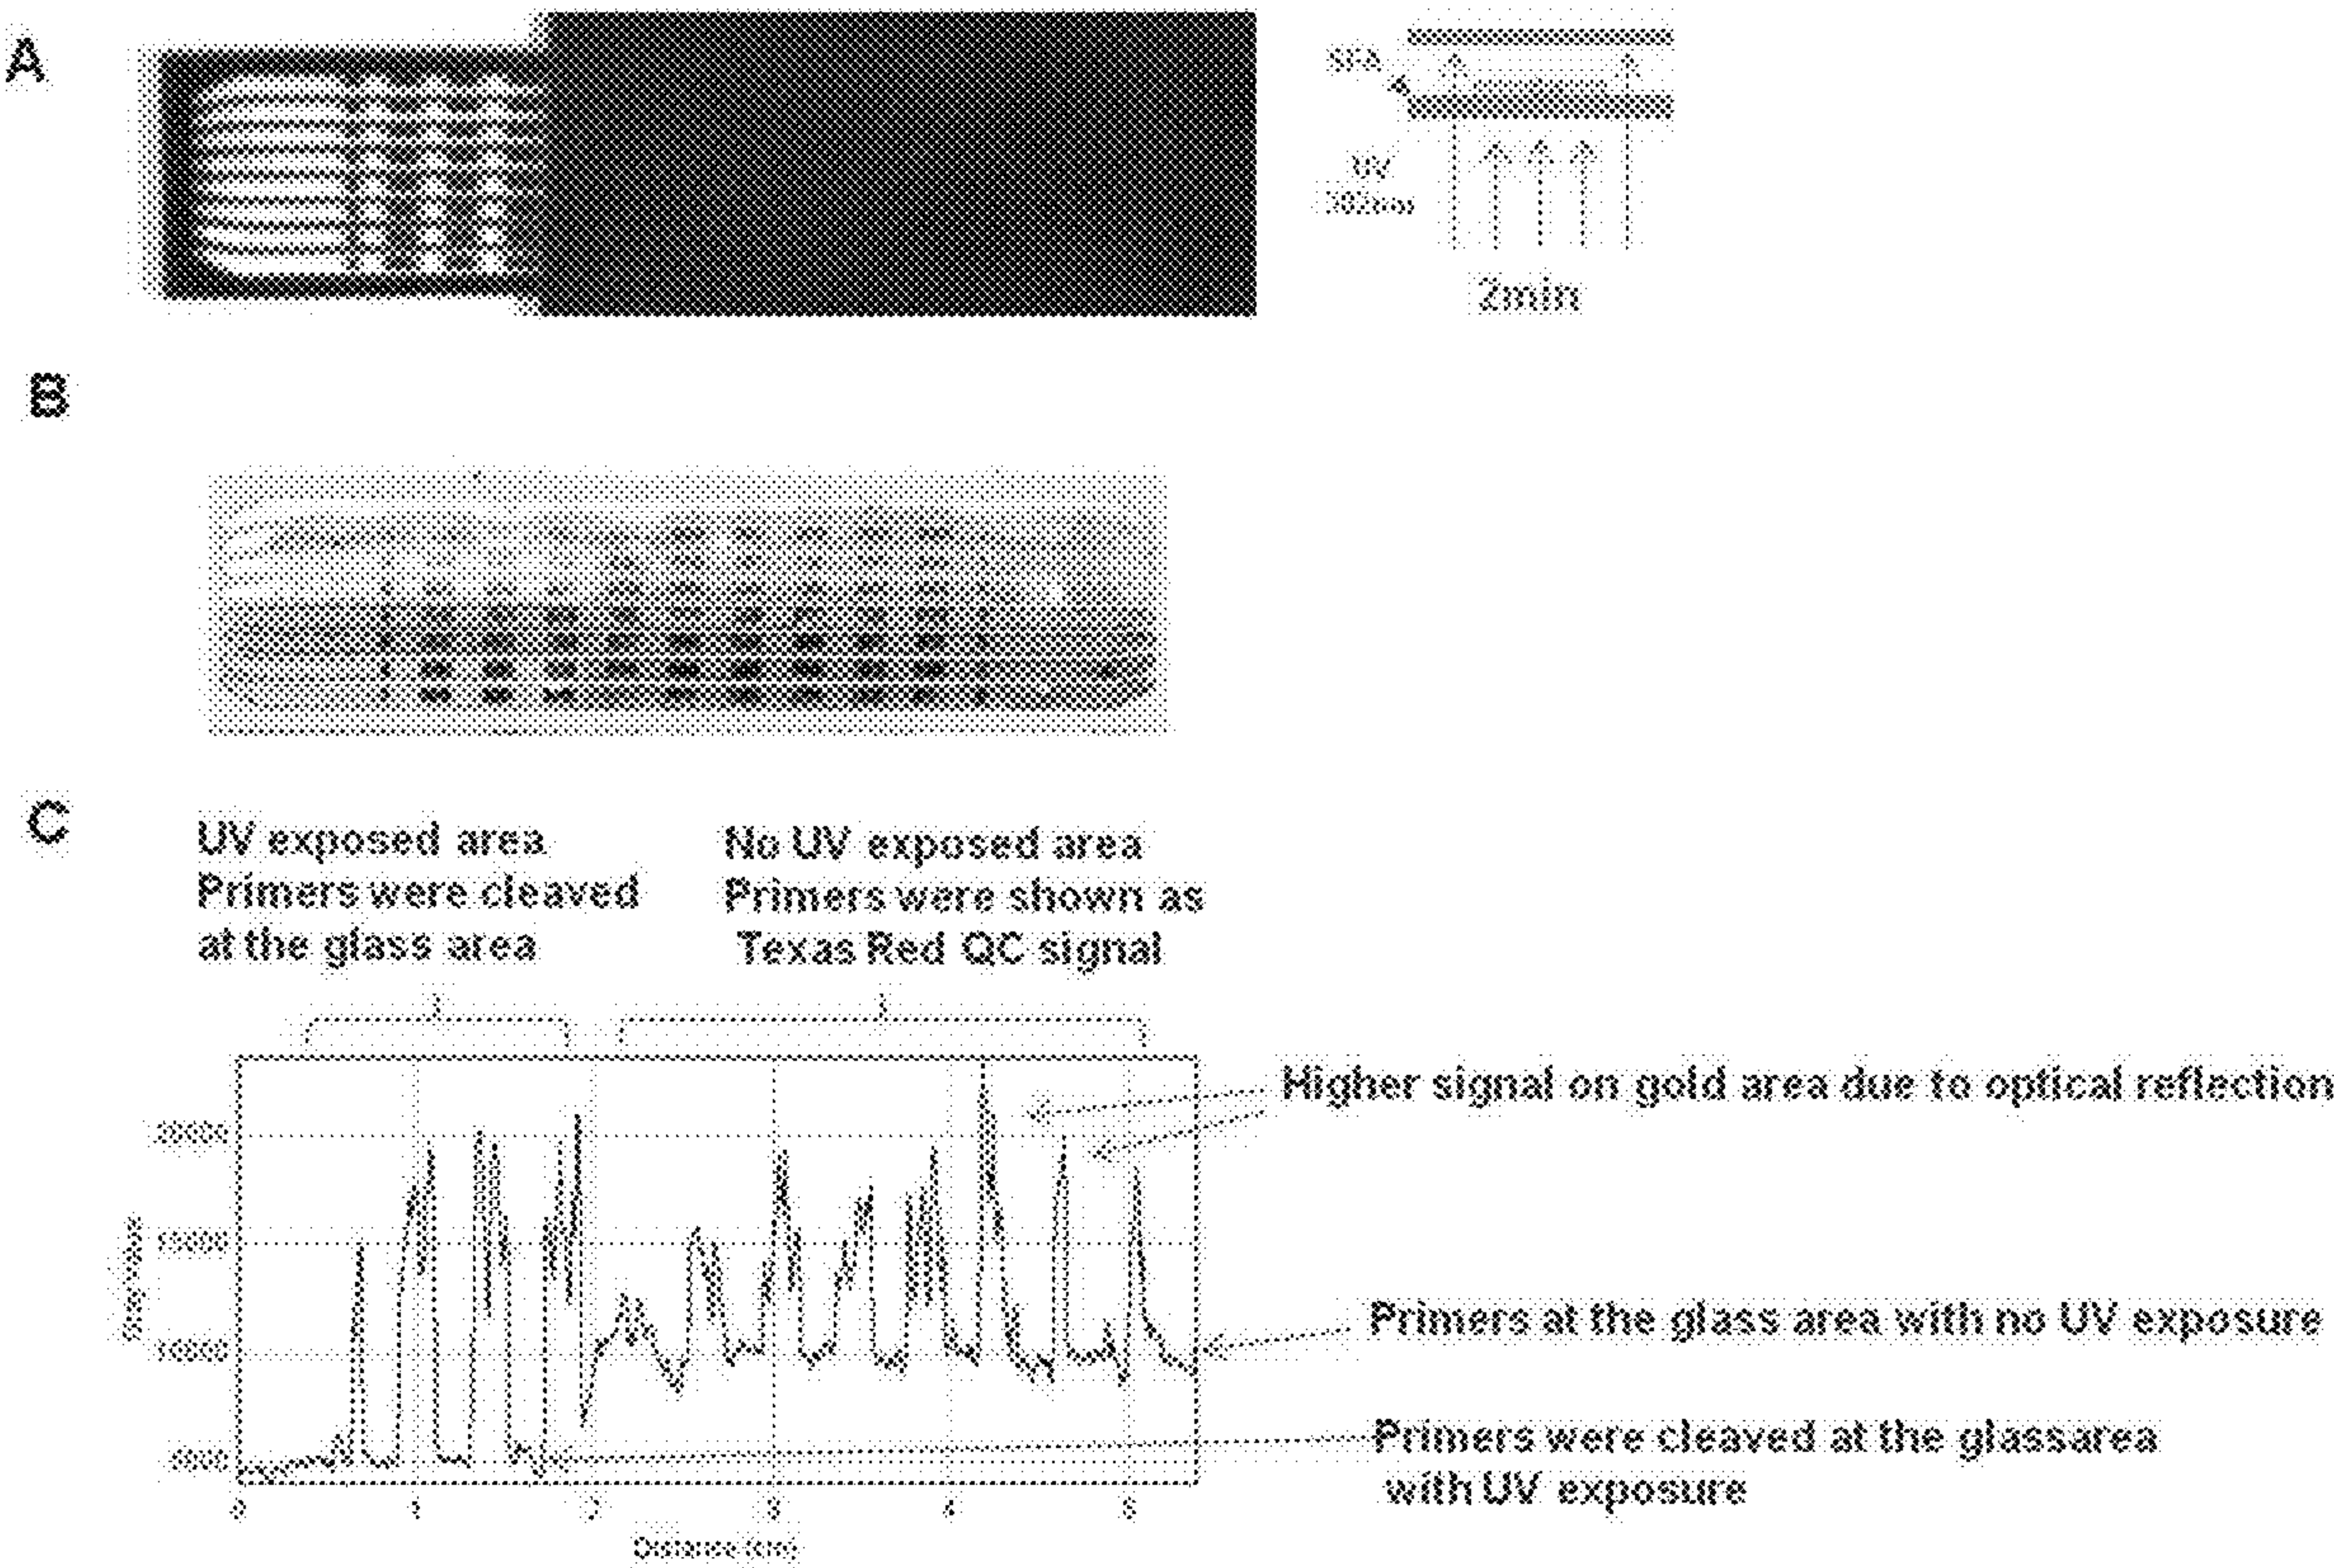 A
SFA
UV
2min
B
C
UV exposed area
Primers were cleaved
at the glass area
No UV exposed area
Primers were shown as
Texas Red QC signal
Higher signal on gold area due to optical reflection
Primers at the glass area with no UV exposure
Primers were cleaved at the glassarea
with UV exposure
0 1 2 3 4 5